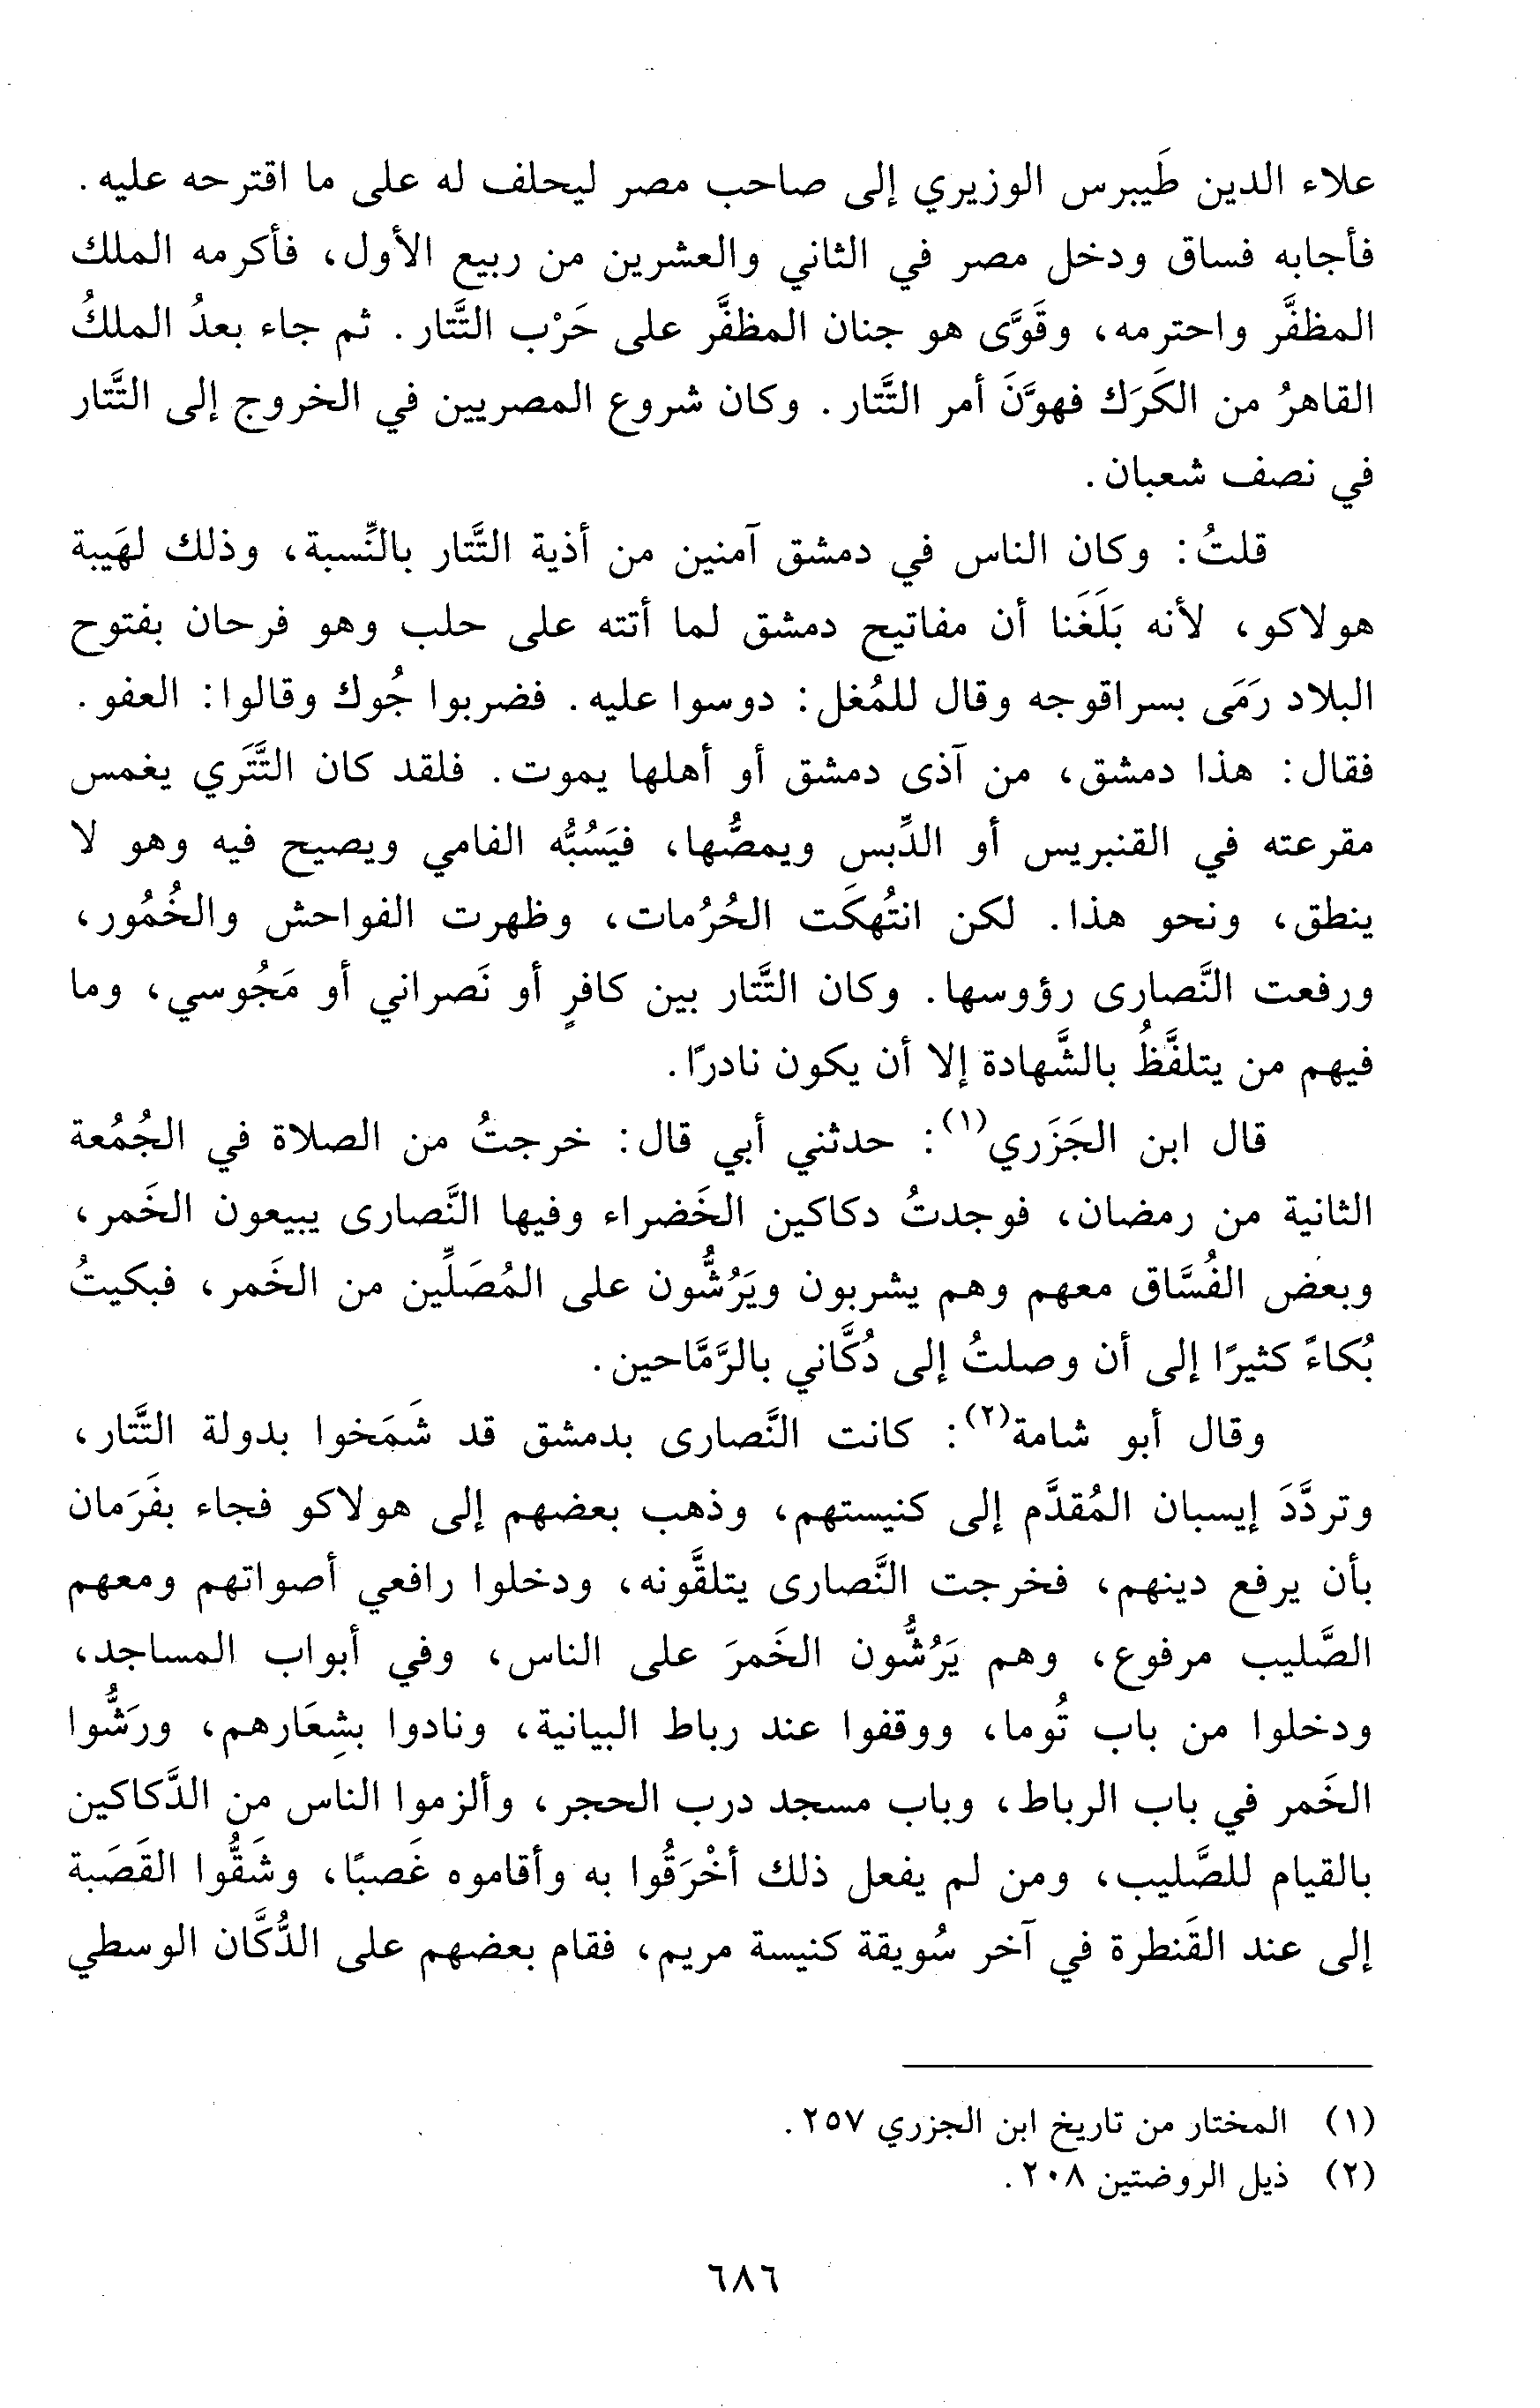 علاء الدين طَيبرس الوزيري إلى صاحب مصر ليحلف له على ما اقترحه عليه.
فأجابه فساق ودخل مصر في الثاني والعشرين من ربيع الأول، فأكرمه الملك
المظفَّر واحترمه، وقَوَّى هو جنان المظفَّر على حَرْب التَّتار. ثم جاء بعدُ الملكُ
القاهرُ من الكَرَك فهوَّنَ أمر التَّتار. وكان شروع المصريين في الخروج إلى التَّتار
في نصف شعبان.
قلتُ: وكان الناس في دمشق آمنين من أذية التَّتار بالنِّسبة، وذلك لهَيبة
هولاكو، لأنه بَلَغَنا أن مفاتيح دمشق لما أتته على حلب وهو فرحان بفتوح
البلاد رَمَى بسراقوجه وقال للمُغل: دوسوا عليه. فضربوا جُوك وقالوا: العفو.
فقال: هذا دمشق، من آذى دمشق أو أهلها يموت. فلقد كان التَّتَري يغمس
مقرعته في القنبريس أو الدِّبس ويمصُّها، فيَسُبُّه الفامي ويصيح فيه وهو لا
ينطق، ونحو هذا. لكن انتُهكَت الحُرُمات، وظهرت الفواحش والخُمُور،
ورفعت النَّصارى رؤوسها. وكان التَّتار بين كافرٍ أو نَصراني أو مَجُوسي، وما
فيهم من يتلفَّظُ بالشَّهادة إلا أن يكون نادرًا.
قال ابن الجَزَري(١): حدثني أبي قال: خرجتُ من الصلاة في الجُمُعة
الثانية من رمضان، فوجدتُ دكاكين الخَضراء وفيها النَّصارى يبيعون الخَمر،
وبعض الفُسَّاق معهم وهم يشربون ويَرُشُّون على المُصَلِّين من الخَمر، فبكيتُ
بُكاءً كثيرًا إلى أن وصلتُ إلى دُكَّاني بالرَّمَّاحين.
وقال أبو شامة(٢): كانت النَّصارى بدمشق قد شَمَخوا بدولة التَّتار،
وتردَّدَ إيسبان المُقدَّم إلى كنيستهم، وذهب بعضهم إلى هولاكو فجاء بفَرَمان
بأن يرفع دينهم، فخرجت النَّصارى يتلقَّونه، ودخلوا رافعي أصواتهم ومعهم
الصَّليب مرفوع، وهم يَرُشُّون الخَمرَ على الناس، وفي أبواب المساجد،
ودخلوا من باب تُوما، ووقفوا عند رباط البيانية، ونادوا بشِعَارهم، ورَشُّوا
الخَمر في باب الرباط، وباب مسجد درب الحجر، وألزموا الناس من الدَّكاكين
بالقيام للصَّليب، ومن لم يفعل ذلك أخْرَقُوا به وأقاموه غَصبًا، وشَقُّوا القَصَبة
إلى عند القَنطرة في آخر سُويقة كنيسة مريم، فقام بعضهم على الدُّكَّان الوسطي
(١) المختار من تاريخ ابن الجزري ٢٥٧.
(٢) ذيل الروضتين ٢٠٨.
٦٨٦